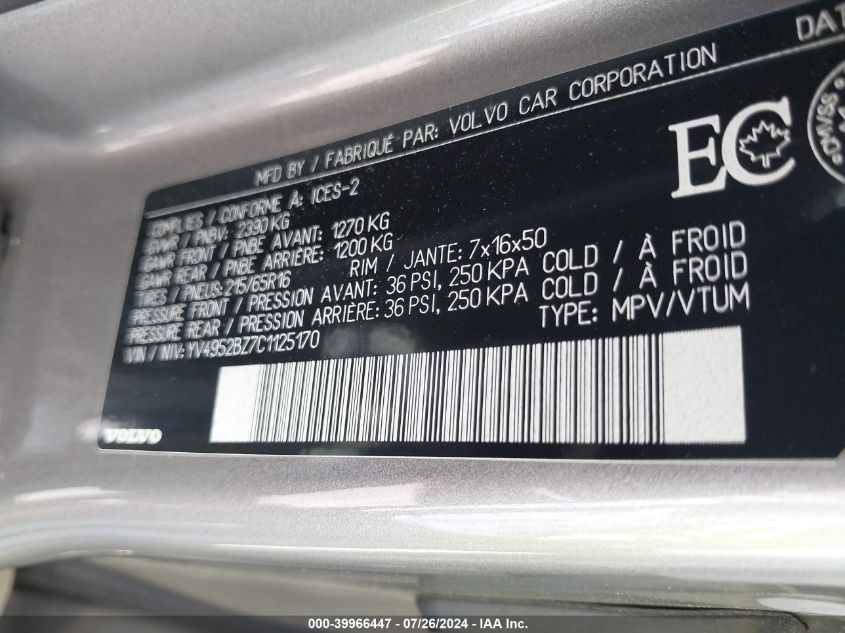 MFD BY / FABRIQUÉ PAR: VOLVO CAR CORPORATION DAT
COMPLIES / CONFORME À: ICES-2
GVWR / PNBV: 2390 KG
GAWR FRONT / PNBE AVANT: 1270 KG
GAWR REAR / PNBE ARRIÈRE: 1200 KG
TIRES / PNEUS: 215/65R16 RIM / JANTE: 7x16x50
PRESSURE FRONT / PRESSION AVANT: 36 PSI, 250 KPA COLD / À FROID
PRESSURE REAR / PRESSION ARRIÈRE: 36 PSI, 250 KPA COLD / À FROID
VIN / NIV: YV4952BZ7C1125170 TYPE: MPV/VTUM
EC
VOLVO
000-39966447 - 07/26/2024 - IAA Inc.